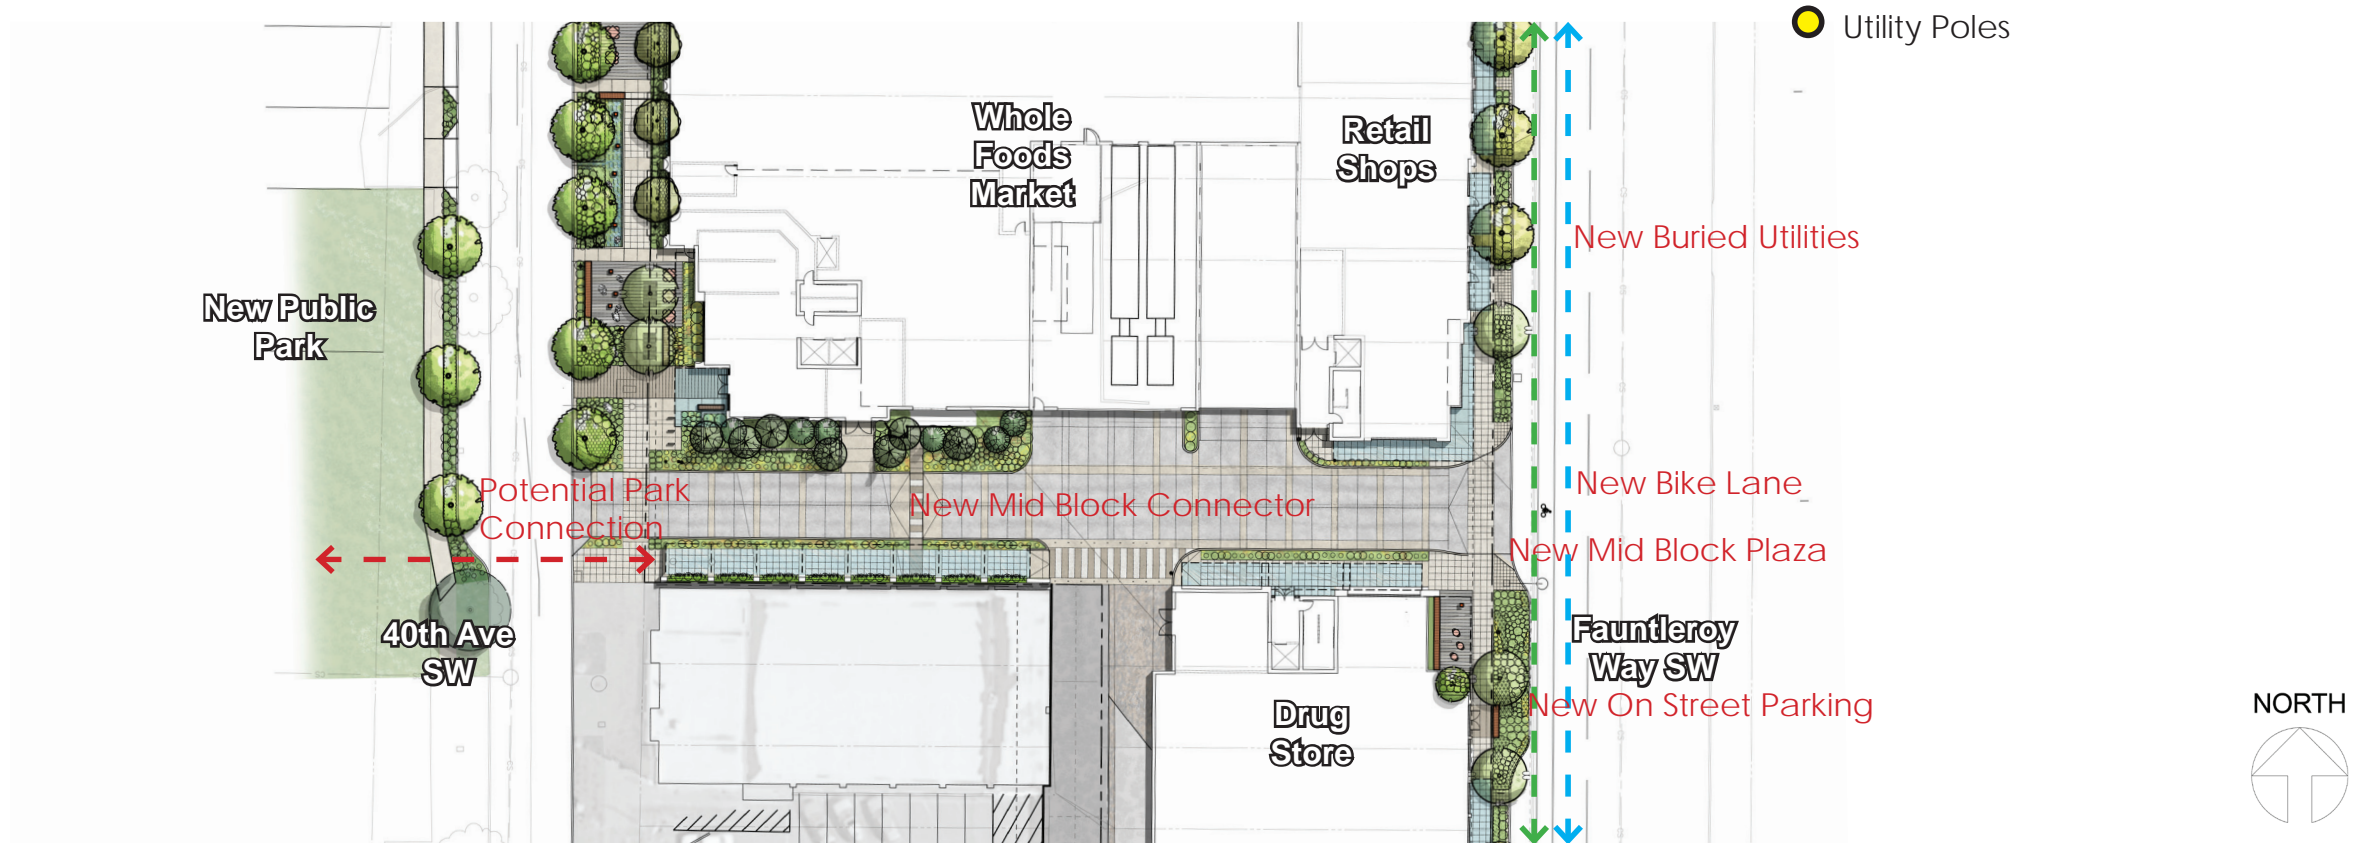 Utility Poles
Whole
Foods
Market
Retail
Shops
New Buried Utilities
New Public
Park
Potential Park
Connection
New Mid Block Connector
New Bike Lane
New Mid Block Plaza
40th Ave
SW
Fauntleroy
Way SW
New On Street Parking
Drug
Store
NORTH